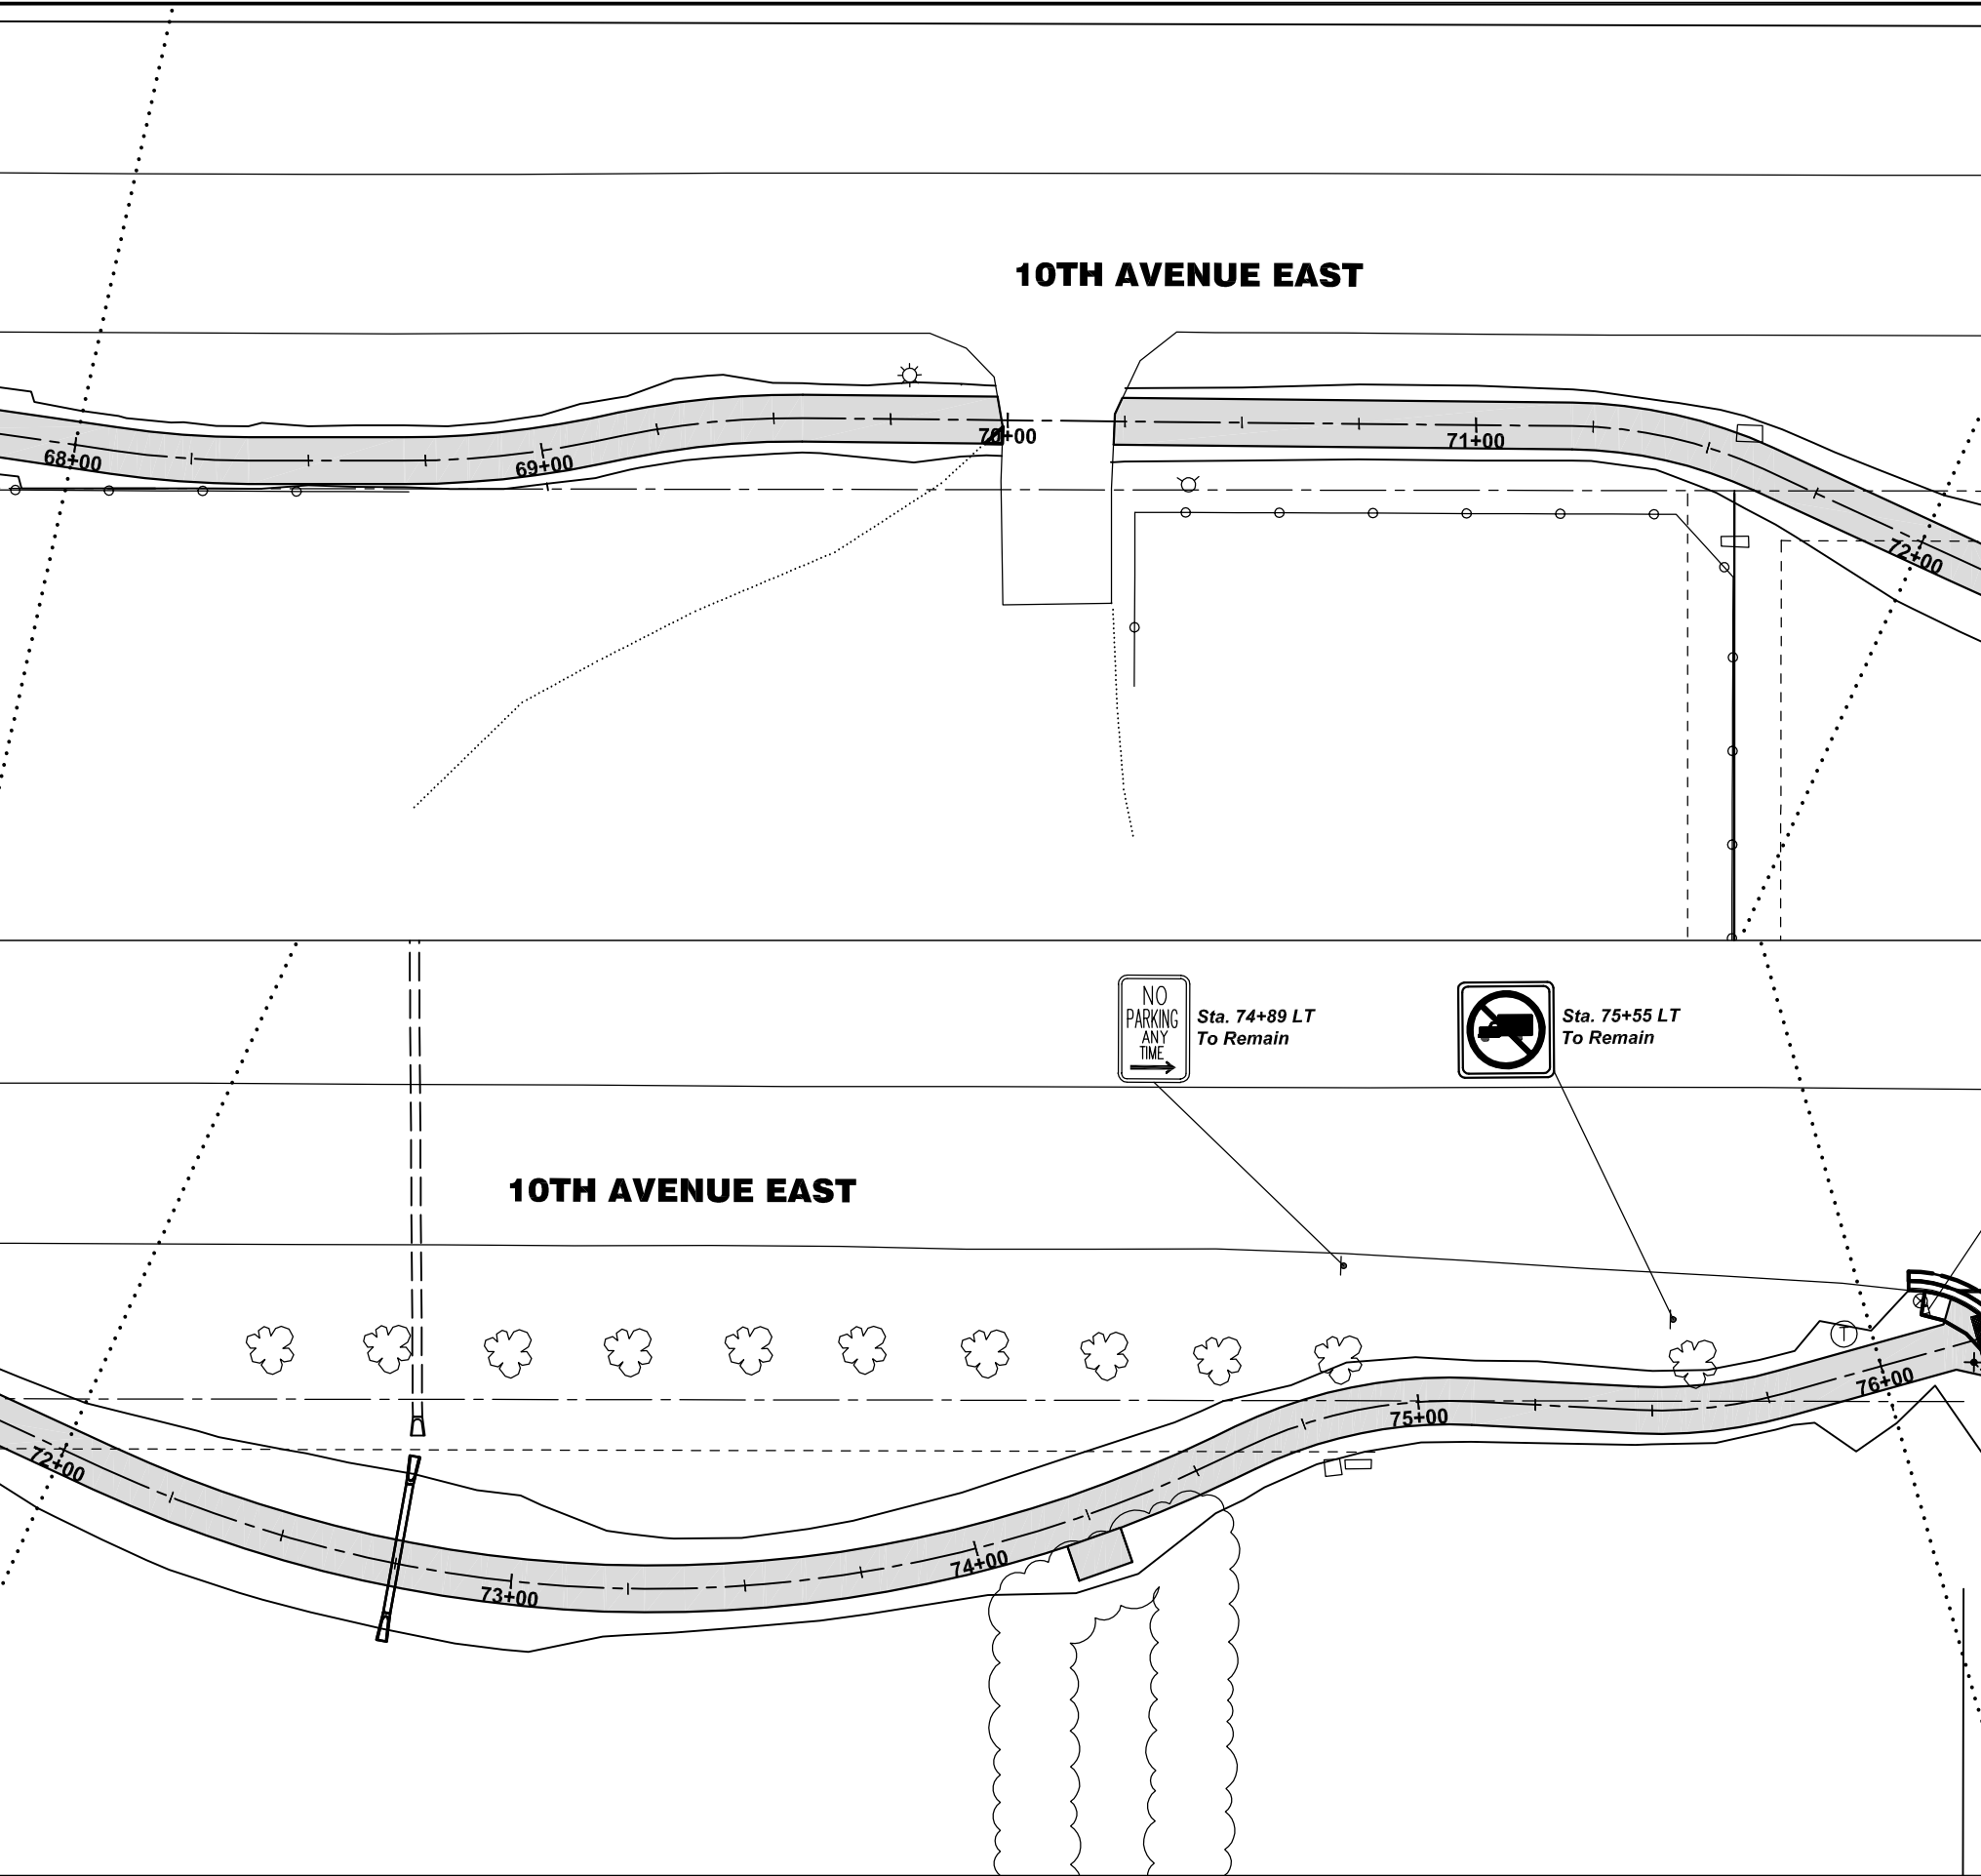 10TH AVENUE EAST
68+00
69+00
70+00
71+00
72+00
NO
PARKING
ANY
TIME
Sta. 74+89 LT
To Remain
Sta. 75+55 LT
To Remain
10TH AVENUE EAST
72+00
73+00
74+00
75+00
76+00
T